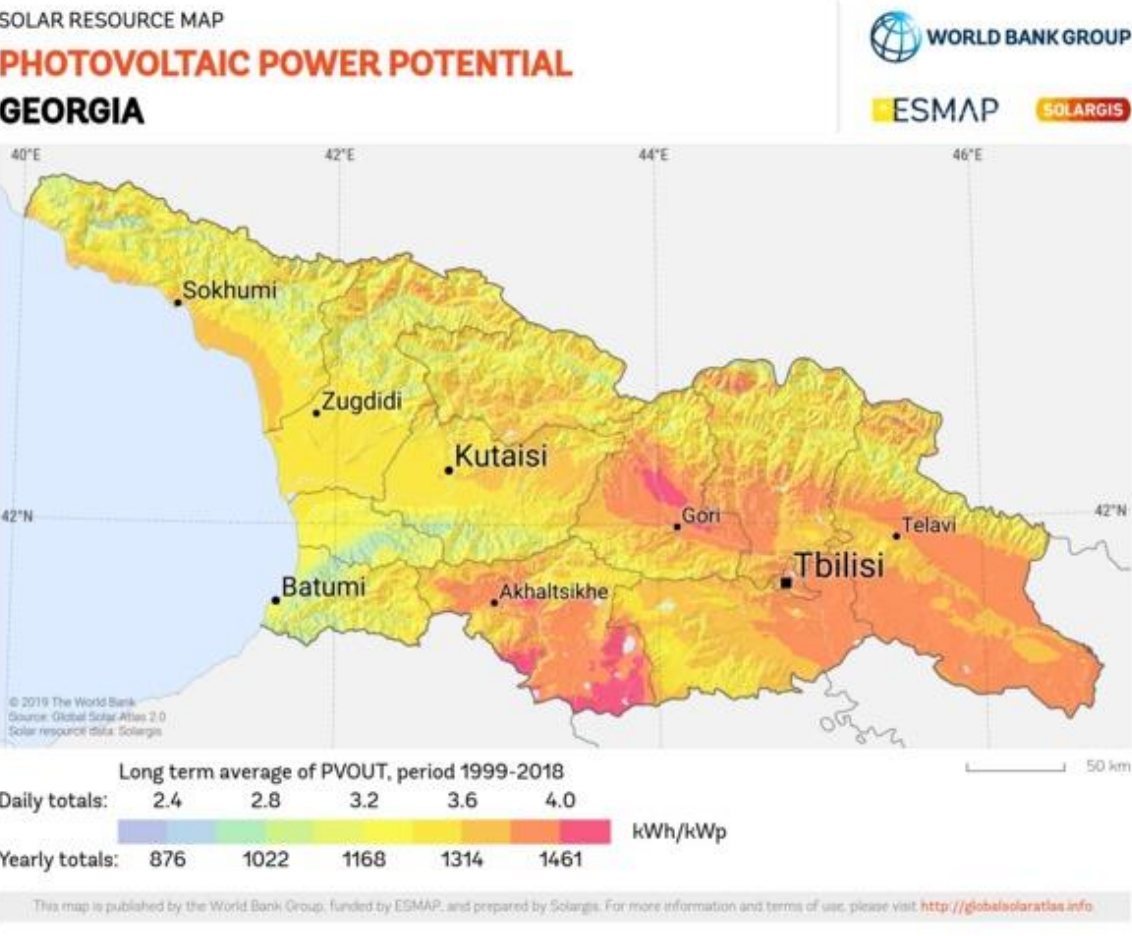 SOLAR RESOURCE MAP
PHOTOVOLTAIC POWER POTENTIAL
GEORGIA
WORLD BANK GROUP
ESMAP
SOLARGIS
40°E 42°E 44°E 46°E
Sokhumi
Zugdidi
Kutaisi
42°N
42°N
Gori
Telavi
Tbilisi
Batumi
Akhaltsikhe
© 2019 The World Bank
Source: Global Solar Atlas 2.0
Solar resource data: Solargis
Long term average of PVOUT, period 1999-2018
50 km
Daily totals: 2.4 2.8 3.2 3.6 4.0
kWh/kWp
Yearly totals: 876 1022 1168 1314 1461
This map is published by the World Bank Group, funded by ESMAP, and prepared by Solargis. For more information and terms of use, please visit http://globalsolaratlas.info.